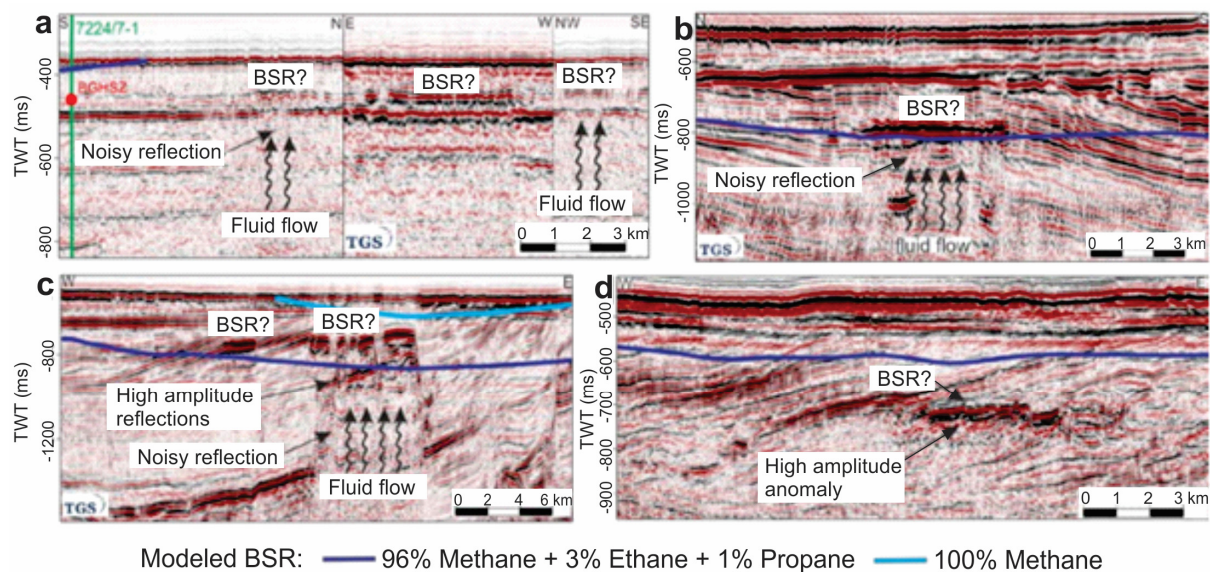 a
S
7224/7-1
N
E
W
NW
SE
BGHSZ
BSR?
BSR?
BSR?
Noisy reflection
Fluid flow
Fluid flow
TWT (ms)
-400
-600
-800
TGS
0 1 2 3 km
b
N
BSR?
Noisy reflection
fluid flow
TWT (ms)
-600
-800
-1000
TGS
0 1 2 3 km
c
W
E
BSR?
BSR?
High amplitude
reflections
Noisy reflection
Fluid flow
TWT (ms)
-800
-1200
TGS
0 2 4 6 km
d
W
BSR?
High amplitude
anomaly
TWT (ms)
-500
-600
-700
-800
-900
0 1 2 3 km
Modeled BSR: 96% Methane + 3% Ethane + 1% Propane 100% Methane